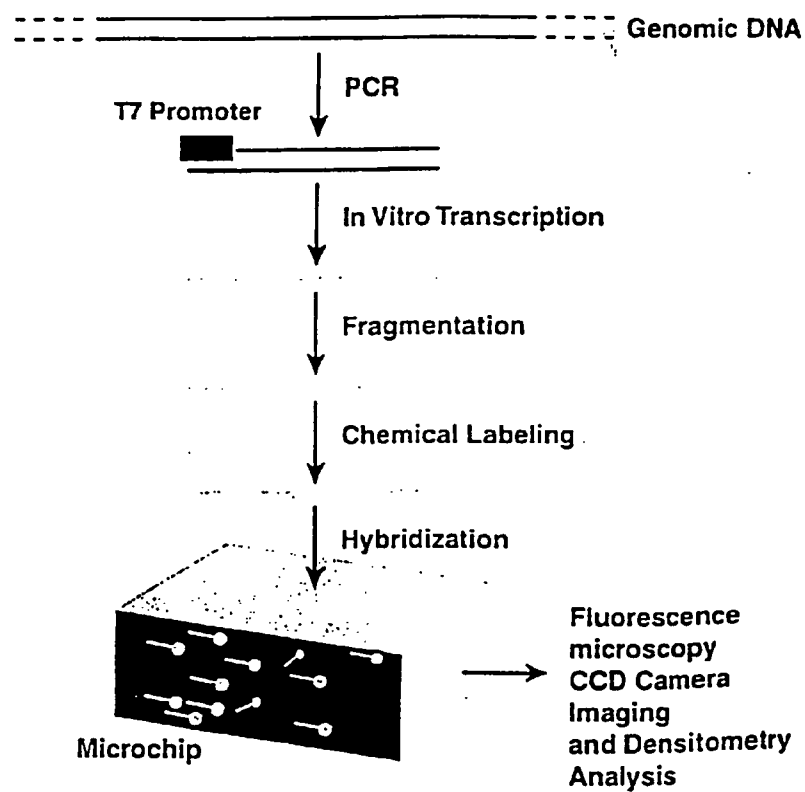 Genomic DNA
PCR
T7 Promoter
In Vitro Transcription
Fragmentation
Chemical Labeling
Hybridization
Fluorescence
microscopy
CCD Camera
Imaging
and Densitometry
Analysis
Microchip